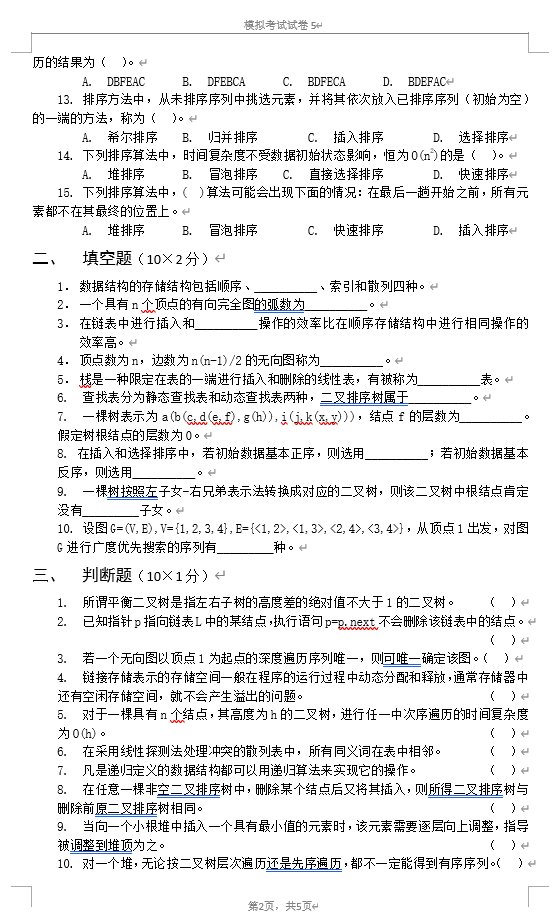 模拟考试试卷 5
历的结果为（ ）。
A. DBFEAC B. DFEBCA C. BDFECA D. BDEFAC
13. 排序方法中，从未排序序列中挑选元素，并将其依次放入已排序序列（初始为空）
的一端的方法，称为（ ）。
A. 希尔排序 B. 归并排序 C. 插入排序 D. 选择排序
14. 下列排序算法中，时间复杂度不受数据初始状态影响，恒为O(n²)的是（ ）。
A. 堆排序 B. 冒泡排序 C. 直接选择排序 D. 快速排序
15. 下列排序算法中，（ ）算法可能会出现下面的情况：在最后一趟开始之前，所有元
素都不在其最终的位置上。
A. 堆排序 B. 冒泡排序 C. 快速排序 D. 插入排序
二、 填空题（10×2 分）
1. 数据结构的存储结构包括顺序、__________、索引和散列四种。
2. 一个具有n个顶点的有向完全图的弧数为__________。
3. 在链表中进行插入和__________操作的效率比在顺序存储结构中进行相同操作的
效率高。
4. 顶点数为n，边数为n(n-1)/2的无向图称为__________。
5. 栈是一种限定在表的一端进行插入和删除的线性表，有被称为__________表。
6. 查找表分为静态查找表和动态查找表两种，二叉排序树属于__________。
7. 一棵树表示为a(b(c,d(e,f),g(h)),i(j,k(x,y)))，结点f的层数为__________。
假定树根结点的层数为0。
8. 在插入和选择排序中，若初始数据基本正序，则选用__________；若初始数据基本
反序，则选用__________。
9. 一棵树按照左子女-右兄弟表示法转换成对应的二叉树，则该二叉树中根结点肯定
没有_________子女。
10. 设图G=(V,E),V={1,2,3,4},E={<1,2>,<1,3>,<2,4>,<3,4>}，从顶点1出发，对图
G进行广度优先搜索的序列有_________种。
三、 判断题（10×1 分）
1. 所谓平衡二叉树是指左右子树的高度差的绝对值不大于1的二叉树。 （ ）
2. 已知指针p指向链表L中的某结点，执行语句p=p.next不会删除该链表中的结点。
（ ）
3. 若一个无向图以顶点1为起点的深度遍历序列唯一，则可唯一确定该图。（ ）
4. 链接存储表示的存储空间一般在程序的运行过程中动态分配和释放，通常存储器中
还有空闲存储空间，就不会产生溢出的问题。 （ ）
5. 对于一棵具有n个结点，其高度为h的二叉树，进行任一中次序遍历的时间复杂度
为O(h)。 （ ）
6. 在采用线性探测法处理冲突的散列表中，所有同义词在表中相邻。 （ ）
7. 凡是递归定义的数据结构都可以用递归算法来实现它的操作。 （ ）
8. 在任意一棵非空二叉排序树中，删除某个结点后又将其插入，则所得二叉排序树与
删除前原二叉排序树相同。 （ ）
9. 当向一个小根堆中插入一个具有最小值的元素时，该元素需要逐层向上调整，指导
被调整到堆顶为之。 （ ）
10. 对一个堆，无论按二叉树层次遍历还是先序遍历，都不一定能得到有序序列。（ ）
第2页，共5页